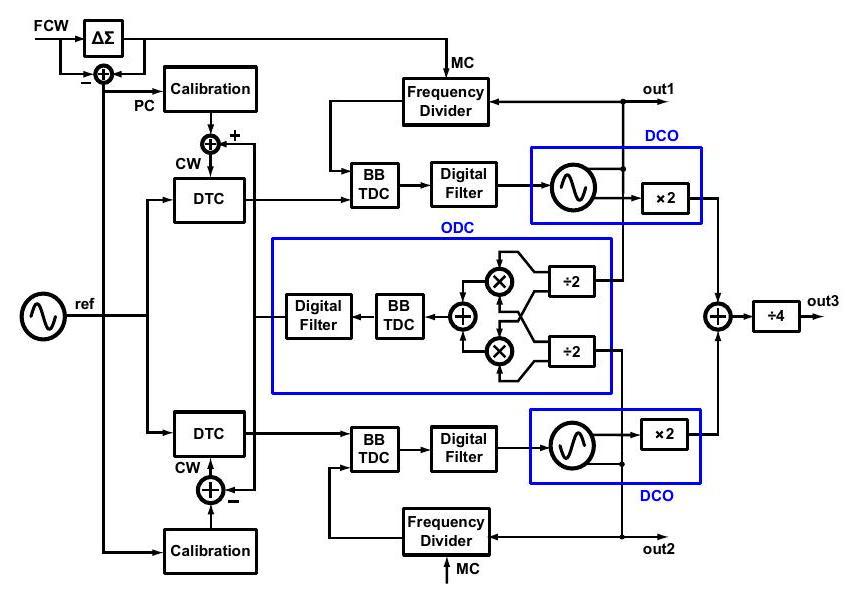 FCW
ΔΣ
MC
−
PC
Calibration
Frequency
Divider
out1
+
CW
DCO
BB
TDC
Digital
Filter
DTC
×2
ODC
÷2
ref
Digital
Filter
BB
TDC
out3
÷4
÷2
DTC
BB
TDC
Digital
Filter
×2
CW
−
DCO
Frequency
Divider
Calibration
out2
MC